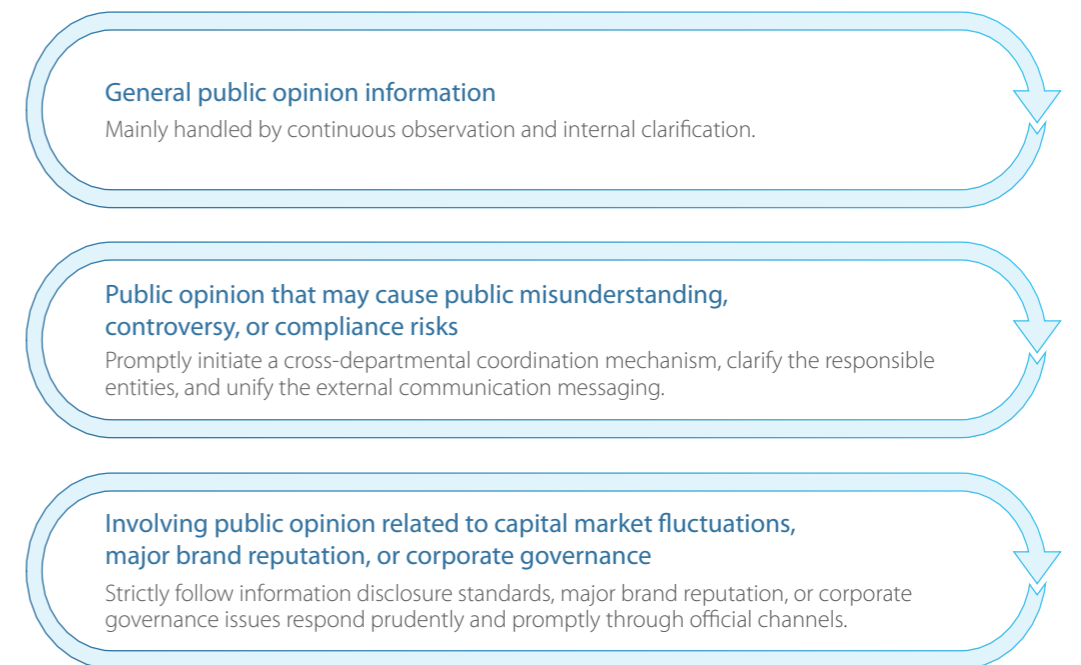 General public opinion information
Mainly handled by continuous observation and internal clarification.
Public opinion that may cause public misunderstanding,
controversy, or compliance risks
Promptly initiate a cross-departmental coordination mechanism, clarify the responsible
entities, and unify the external communication messaging.
Involving public opinion related to capital market fluctuations,
major brand reputation, or corporate governance
Strictly follow information disclosure standards, major brand reputation, or corporate
governance issues respond prudently and promptly through official channels.